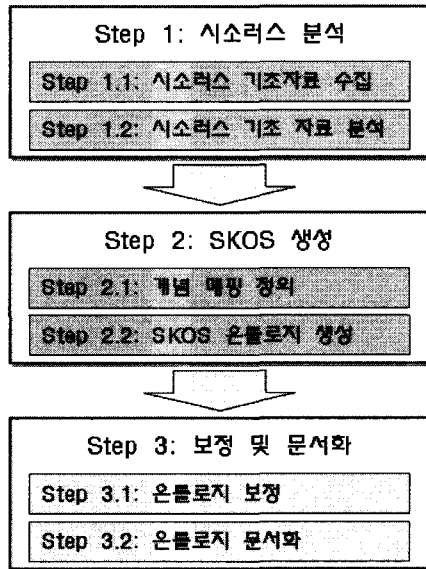 Step 1: 시소러스 분석
Step 1.1: 시소러스 기초자료 수집
Step 1.2: 시소러스 기초 자료 분석
Step 2: SKOS 생성
Step 2.1: 개념 매핑 정의
Step 2.2: SKOS 온톨로지 생성
Step 3: 보정 및 문서화
Step 3.1: 온톨로지 보정
Step 3.2: 온톨로지 문서화